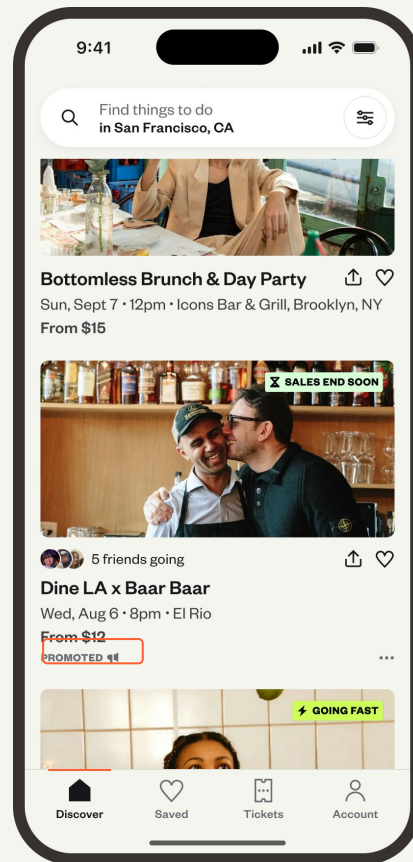 9:41
Find things to do
in San Francisco, CA
Bottomless Brunch & Day Party
Sun, Sept 7 • 12pm • Icons Bar & Grill, Brooklyn, NY
From $15
SALES END SOON
5 friends going
Dine LA x Baar Baar
Wed, Aug 6 • 8pm • El Rio
From $12
PROMOTED
GOING FAST
Discover
Saved
Tickets
Account